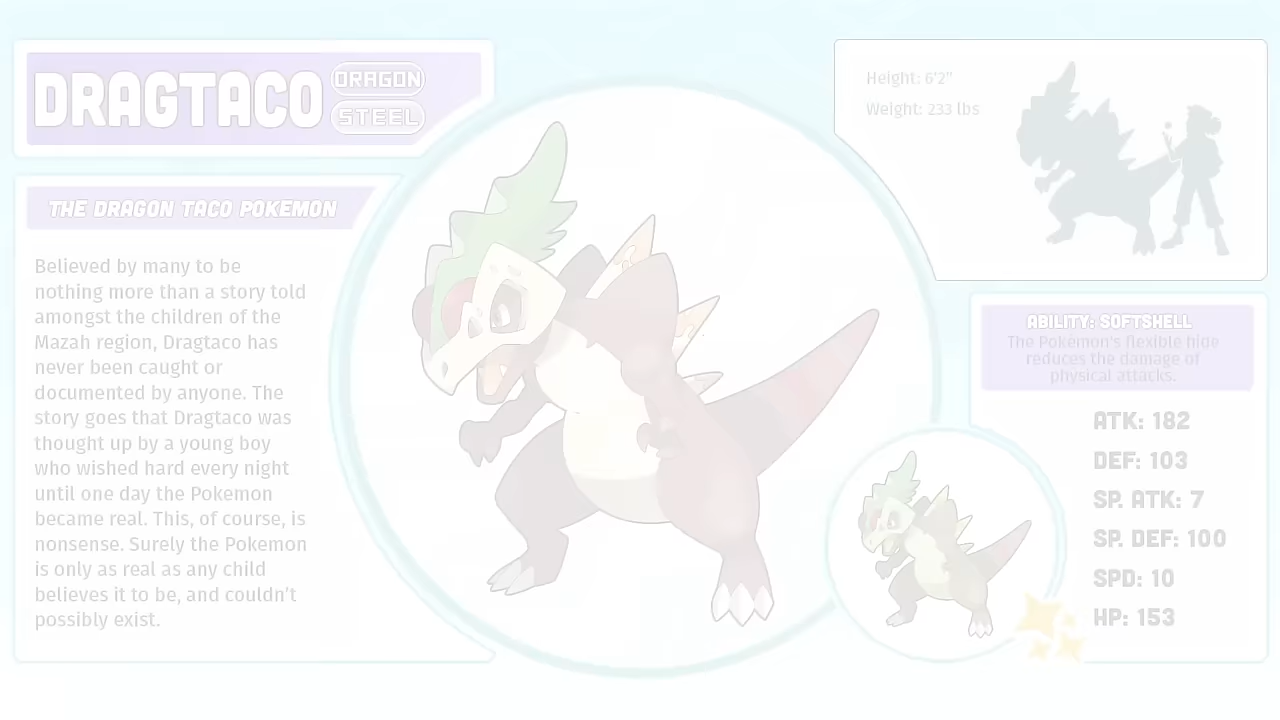 DRAGTACO
DRAGON
STEEL
THE DRAGON TACO POKEMON
Believed by many to be
nothing more than a story told
amongst the children of the
Mazah region, Dragtaco has
never been caught or
documented by anyone. The
story goes that Dragtaco was
thought up by a young boy
who wished hard every night
until one day the Pokemon
became real. This, of course, is
nonsense. Surely the Pokemon
is only as real as any child
believes it to be, and couldn't
possibly exist.
Height: 6'2"
Weight: 233 lbs
ABILITY: SOFTSHELL
The Pokémon's flexible hide
reduces the damage of
physical attacks.
ATK: 182
DEF: 103
SP. ATK: 7
SP. DEF: 100
SPD: 10
HP: 153